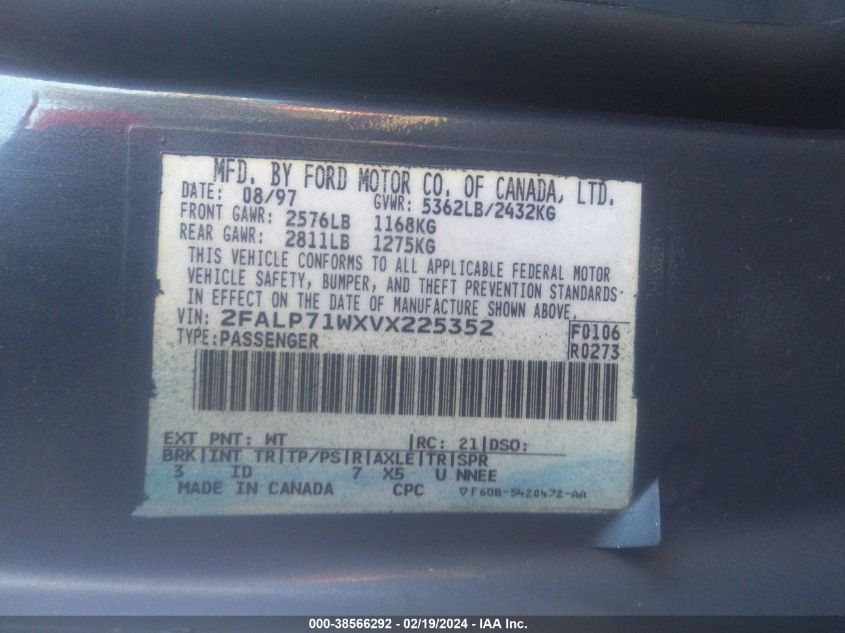 MFD. BY FORD MOTOR CO. OF CANADA, LTD.
DATE: 08/97 GVWR: 5362LB/2432KG
FRONT GAWR: 2576LB 1168KG
REAR GAWR: 2811LB 1275KG
THIS VEHICLE CONFORMS TO ALL APPLICABLE FEDERAL MOTOR
VEHICLE SAFETY, BUMPER, AND THEFT PREVENTION STANDARDS
IN EFFECT ON THE DATE OF MANUFACTURE SHOWN ABOVE.
VIN: 2FALP71WXVX225352 F0106
TYPE: PASSENGER R0273
EXT PNT: WT |RC: 21|DSO:
BRK|INT TR|TP/PS|R|AXLE|TR|SPR
3 ID 7 X5 U NNEE
MADE IN CANADA CPC ▽F60B-5420472-AA
000-38566292 - 02/19/2024 - IAA Inc.